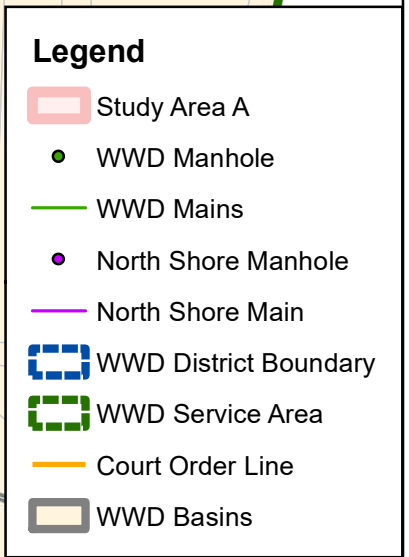 Legend
Study Area A
WWD Manhole
WWD Mains
North Shore Manhole
North Shore Main
WWD District Boundary
WWD Service Area
Court Order Line
WWD Basins